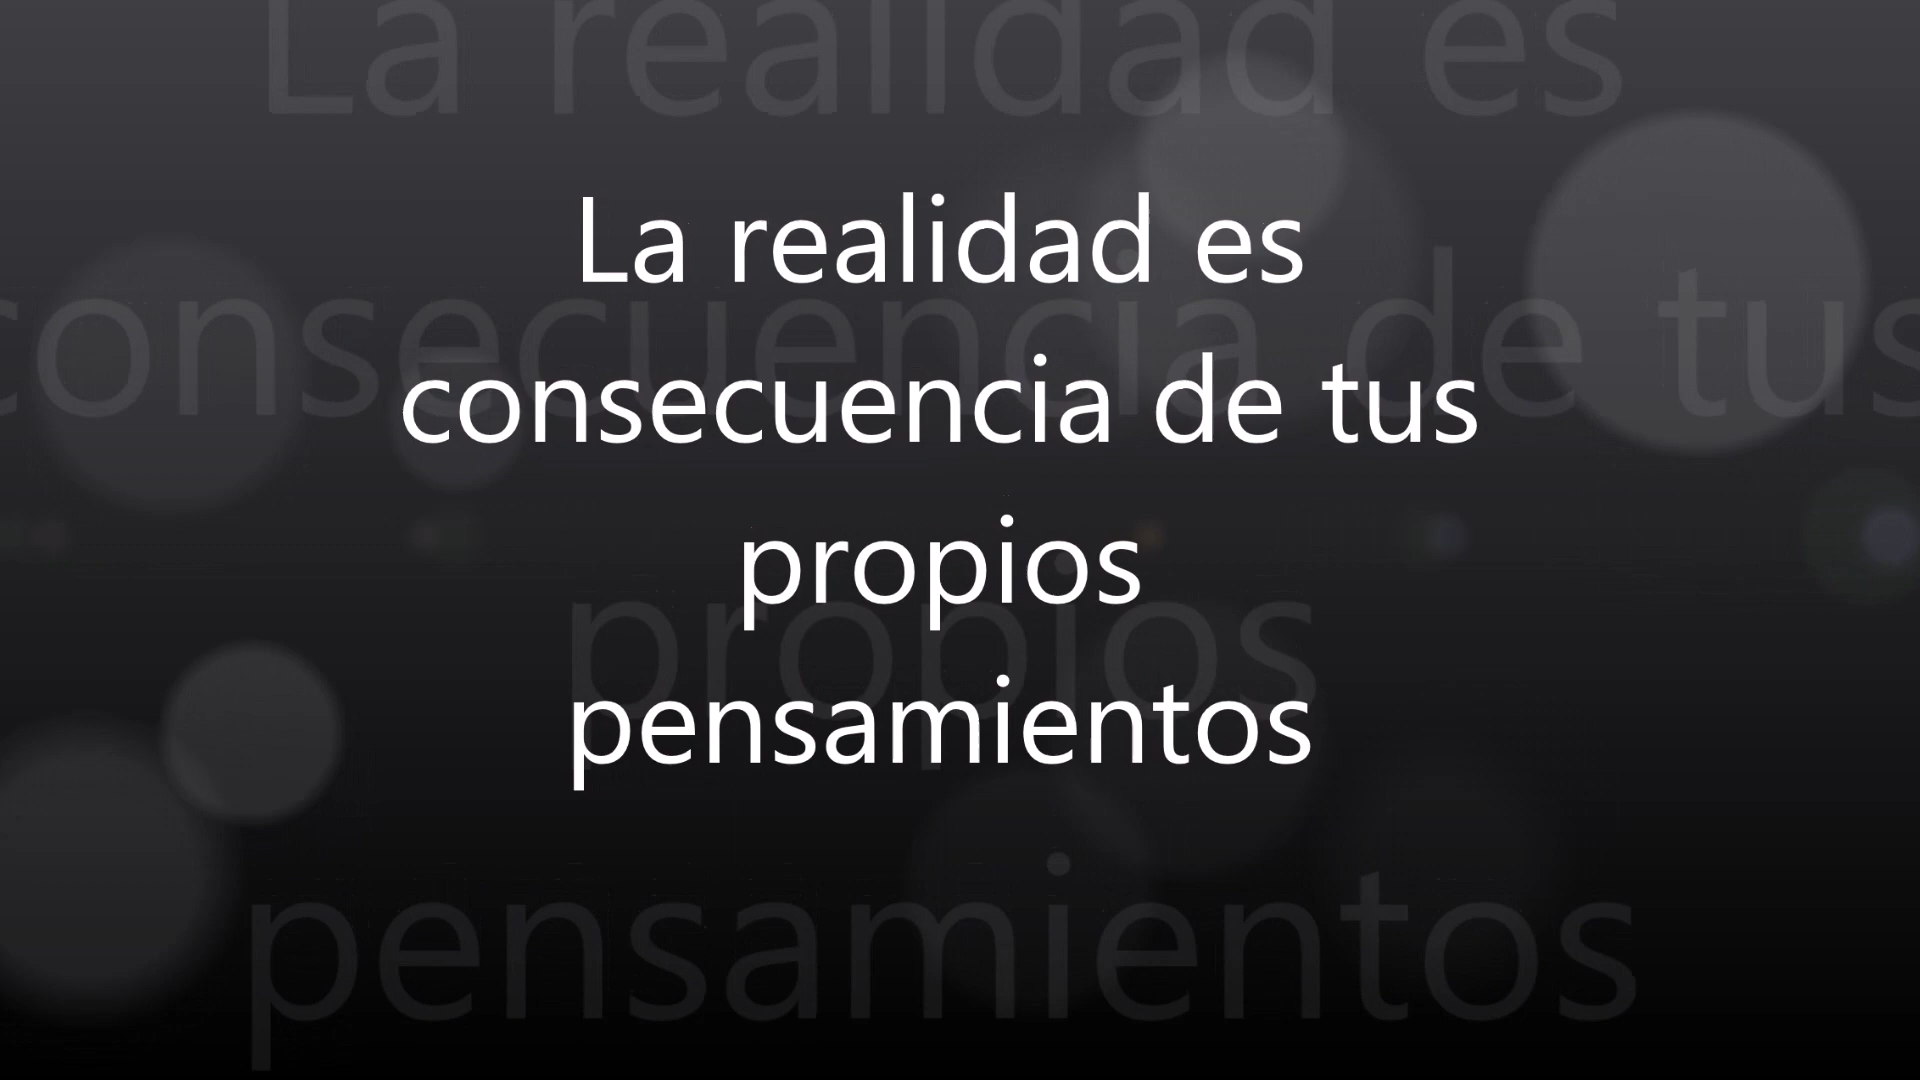 La realidad es
consecuencia de tus
propios
pensamientos